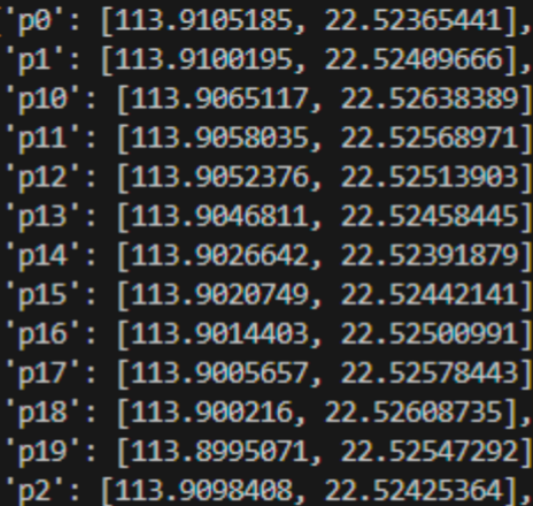 'p0': [113.9105185, 22.52365441],
'p1': [113.9100195, 22.52409666],
'p10': [113.9065117, 22.52638389]
'p11': [113.9058035, 22.52568971]
'p12': [113.9052376, 22.52513903]
'p13': [113.9046811, 22.52458445]
'p14': [113.9026642, 22.52391879]
'p15': [113.9020749, 22.52442141]
'p16': [113.9014403, 22.52500991]
'p17': [113.9005657, 22.52578443]
'p18': [113.900216, 22.52608735],
'p19': [113.8995071, 22.52547292]
'p2': [113.9098408, 22.52425364],